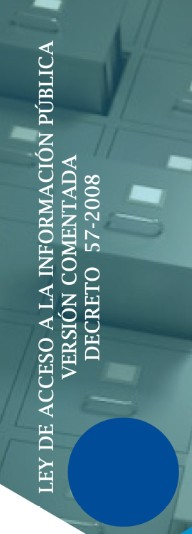 LEY DE ACCESO A LA INFORMACIÓN PÚBLICA
VERSIÓN COMENTADA
DECRETO 57-2008